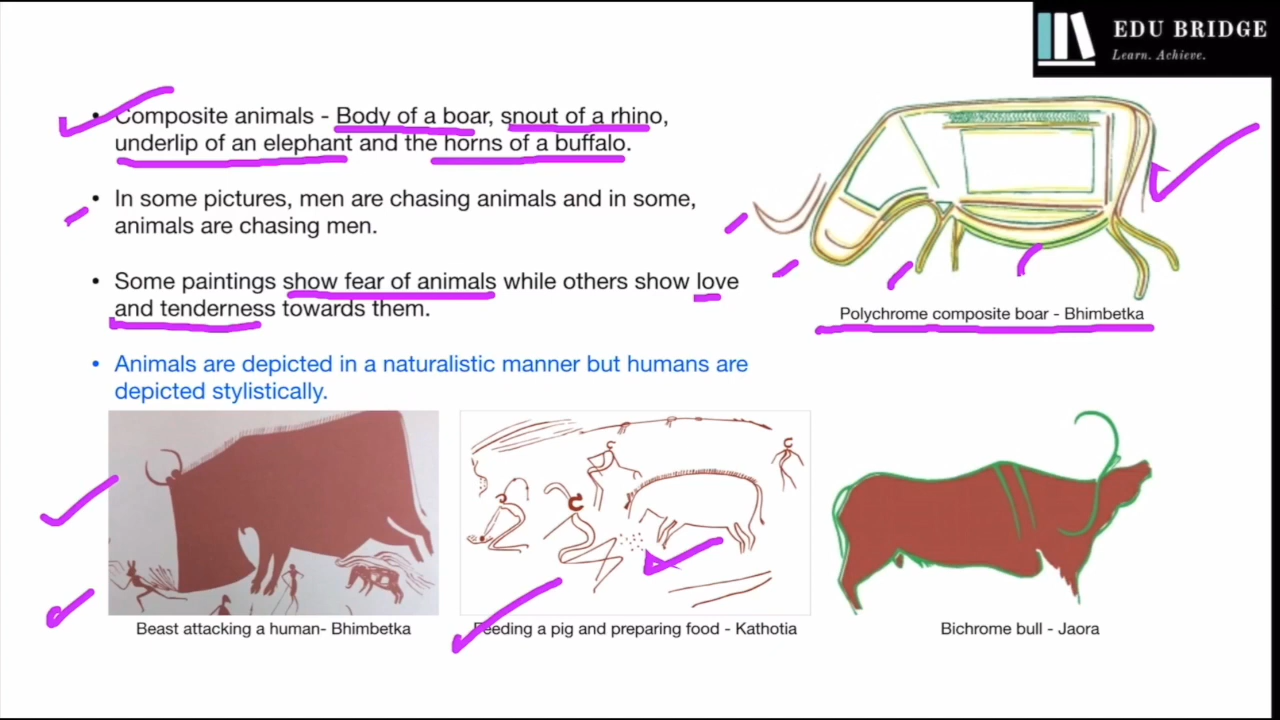 EDU BRIDGE
Learn. Achieve.
• Composite animals - Body of a boar, snout of a rhino,
underlip of an elephant and the horns of a buffalo.
• In some pictures, men are chasing animals and in some,
animals are chasing men.
• Some paintings show fear of animals while others show love
and tenderness towards them.
Polychrome composite boar - Bhimbetka
• Animals are depicted in a naturalistic manner but humans are
depicted stylistically.
Beast attacking a human- Bhimbetka
Feeding a pig and preparing food - Kathotia
Bichrome bull - Jaora